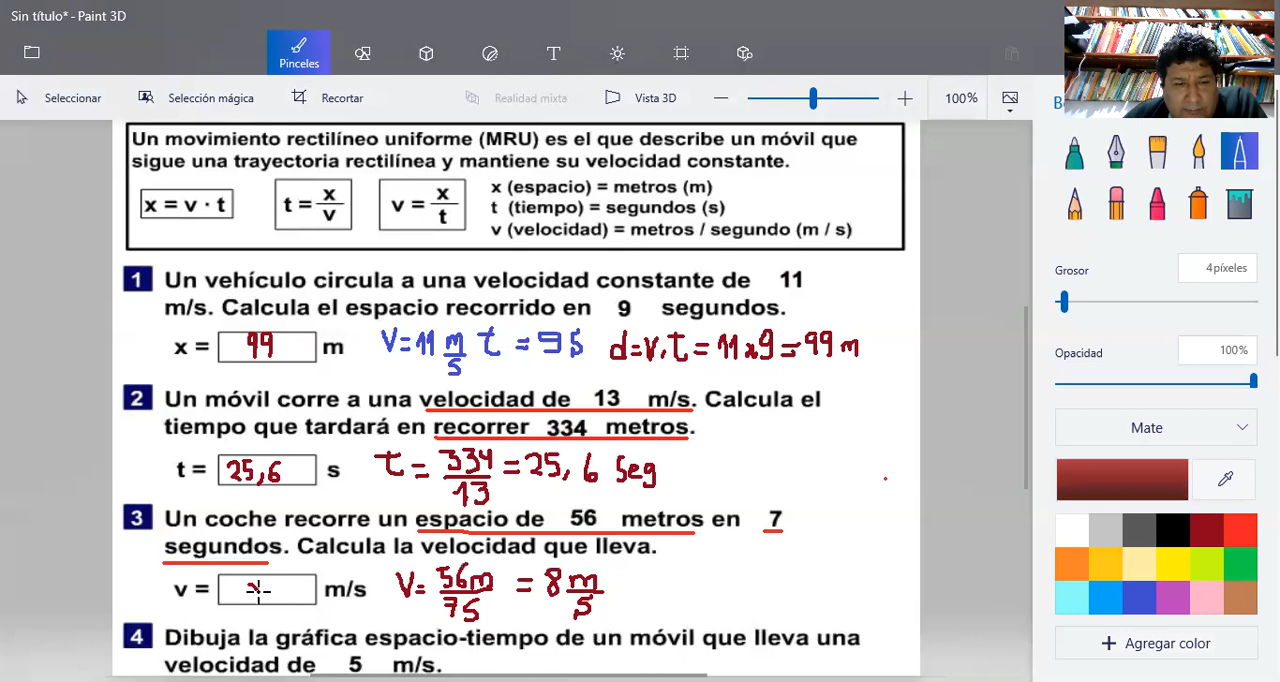 Sin título* - Paint 3D
Pinceles
Seleccionar
Selección mágica
Recortar
Realidad mixta
Vista 3D
100%
Un movimiento rectilíneo uniforme (MRU) es el que describe un móvil que
sigue una trayectoria rectilínea y mantiene su velocidad constante.
x = v · t
t = x / v
v = x / t
x (espacio) = metros (m)
t (tiempo) = segundos (s)
v (velocidad) = metros / segundo (m / s)
1 Un vehículo circula a una velocidad constante de 11
m/s. Calcula el espacio recorrido en 9 segundos.
x = 99 m V=11 m/s t = 9 s d=v.t = 11x9=99 m
2 Un móvil corre a una velocidad de 13 m/s. Calcula el
tiempo que tardará en recorrer 334 metros.
t = 25,6 s t = 334/13 = 25,6 Seg
3 Un coche recorre un espacio de 56 metros en 7
segundos. Calcula la velocidad que lleva.
v = m/s V= 56m/7s = 8 m/s
4 Dibuja la gráfica espacio-tiempo de un móvil que lleva una
velocidad de 5 m/s.
Grosor
4 píxeles
Opacidad
100%
Mate
+ Agregar color